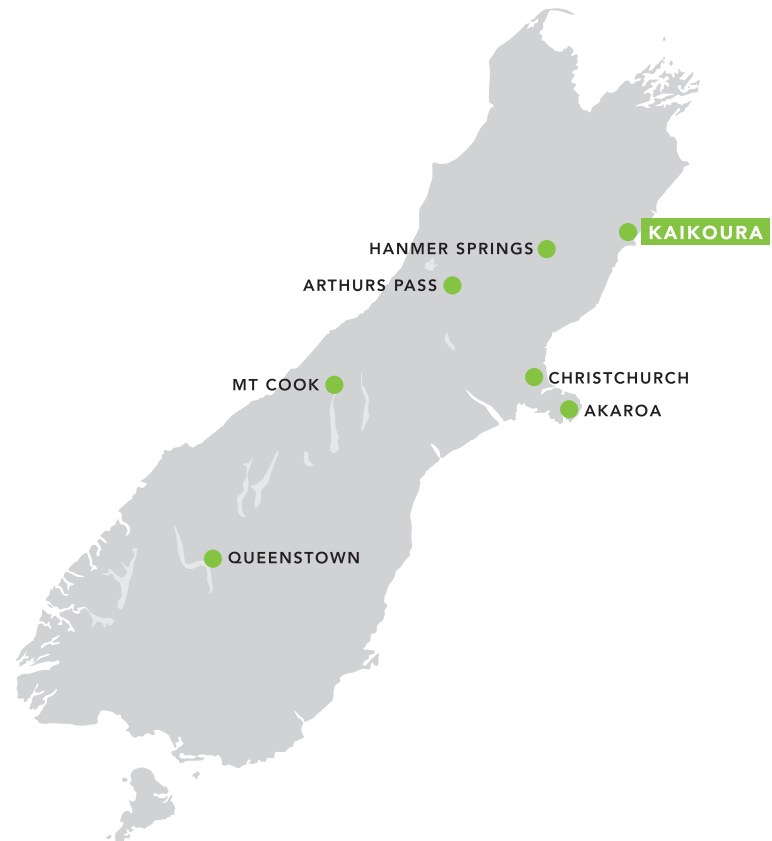 KAIKOURA
HANMER SPRINGS
ARTHURS PASS
CHRISTCHURCH
MT COOK
AKAROA
QUEENSTOWN